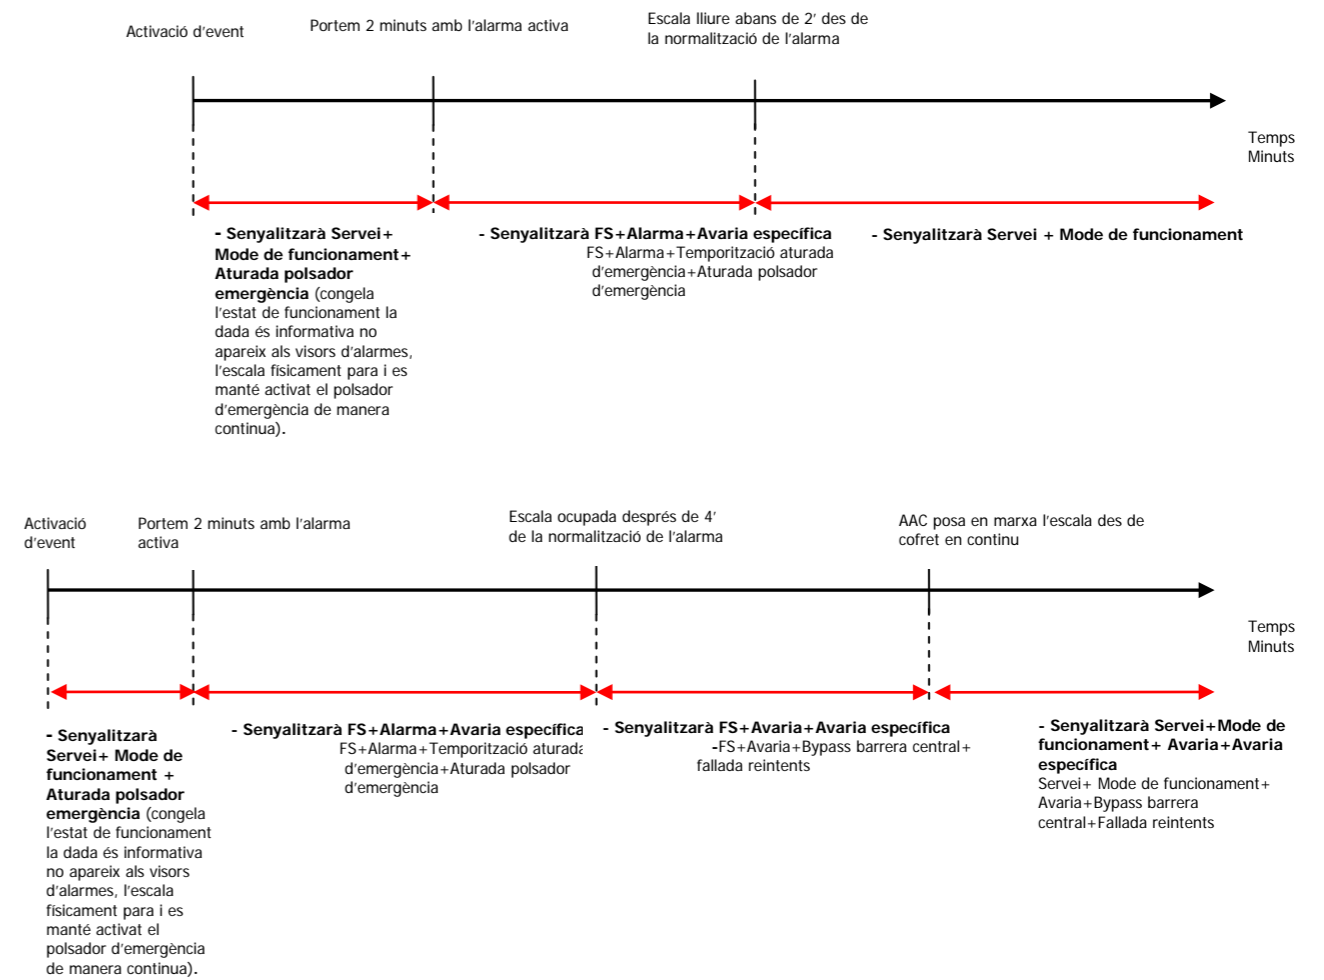 Activació d'event
Portem 2 minuts amb l'alarma activa
Escala lliure abans de 2' des de
la normalització de l'alarma
Temps
Minuts
- Senyalitzarà Servei+
Mode de funcionament+
Aturada polsador
emergència (congela
l'estat de funcionament la
dada és informativa no
apareix als visors d'alarmes,
l'escala físicament para i es
manté activat el polsador
d'emergència de manera
continua).
- Senyalitzarà FS+Alarma+Avaria específica
FS+Alarma+Temporització aturada
d'emergència+Aturada polsador
d'emergència
- Senyalitzarà Servei + Mode de funcionament
Activació
d'event
Portem 2 minuts amb l'alarma
activa
Escala ocupada després de 4'
de la normalització de l'alarma
AAC posa en marxa l'escala des de
cofret en continu
Temps
Minuts
- Senyalitzarà
Servei+ Mode de
funcionament +
Aturada polsador
emergència (congela
l'estat de funcionament
la dada és informativa
no apareix als visors
d'alarmes, l'escala
físicament para i es
manté activat el
polsador d'emergència
de manera continua).
- Senyalitzarà FS+Alarma+Avaria específica
FS+Alarma+Temporització aturada
d'emergència+Aturada polsador
d'emergència
- Senyalitzarà FS+Avaria+Avaria específica
-FS+Avaria+Bypass barrera central+
fallada reintents
- Senyalitzarà Servei+Mode de
funcionament+ Avaria+Avaria
específica
Servei+ Mode de funcionament+
Avaria+Bypass barrera
central+Fallada reintents